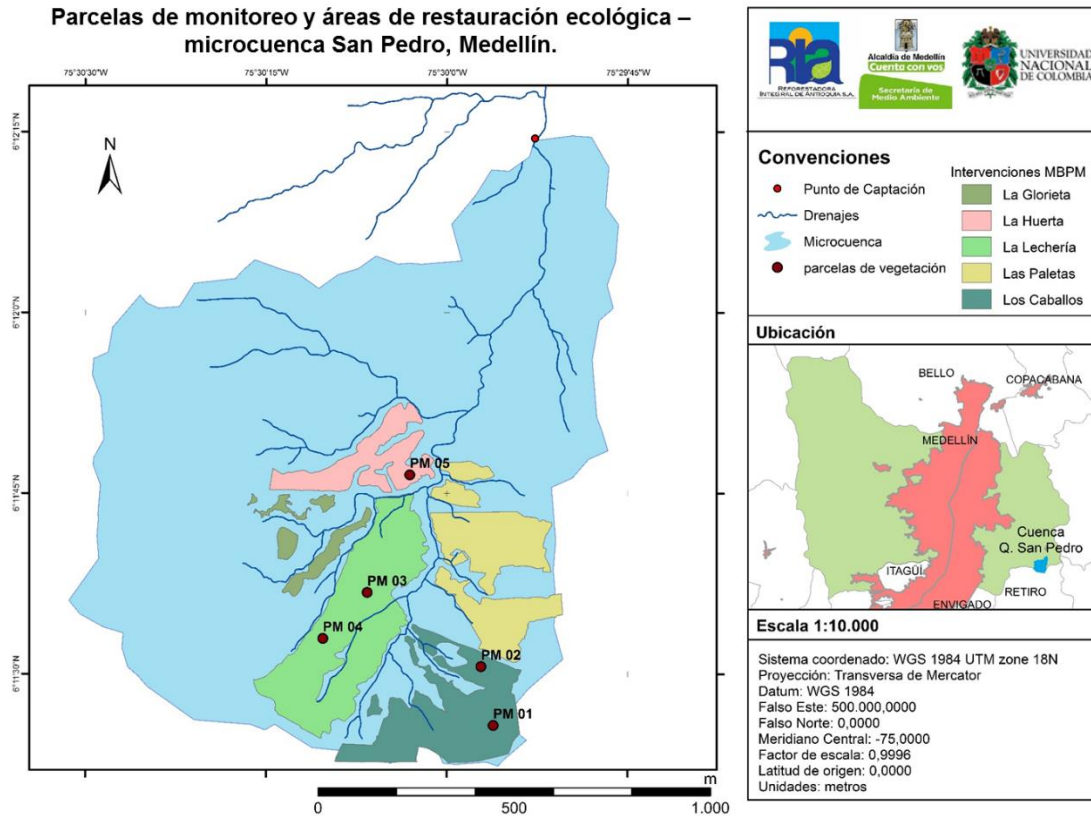 Parcelas de monitoreo y áreas de restauración ecológica –
microcuenca San Pedro, Medellín.
75°30'30"W
75°30'15"W
75°30'0"W
75°29'45"W
6°12'15"N
6°12'0"N
6°11'45"N
6°11'30"N
N
PM 05
PM 03
PM 04
PM 02
PM 01
m
0
500
1.000
RIA
REFORESTADORA
INTEGRAL DE ANTIOQUIA S.A.
Alcaldía de Medellín
Cuenta con vos
Secretaría de
Medio Ambiente
UNIVERSIDAD
NACIONAL
DE COLOMBIA
Convenciones
Punto de Captación
Drenajes
Microcuenca
parcelas de vegetación
Intervenciones MBPM
La Glorieta
La Huerta
La Lechería
Las Paletas
Los Caballos
Ubicación
BELLO
COPACABANA
MEDELLÍN
Cuenca
Q. San Pedro
ITAGÜI
RETIRO
ENVIGADO
Escala 1:10.000
Sistema coordenado: WGS 1984 UTM zone 18N
Proyección: Transversa de Mercator
Datum: WGS 1984
Falso Este: 500.000,0000
Falso Norte: 0,0000
Meridiano Central: -75,0000
Factor de escala: 0,9996
Latitud de origen: 0,0000
Unidades: metros